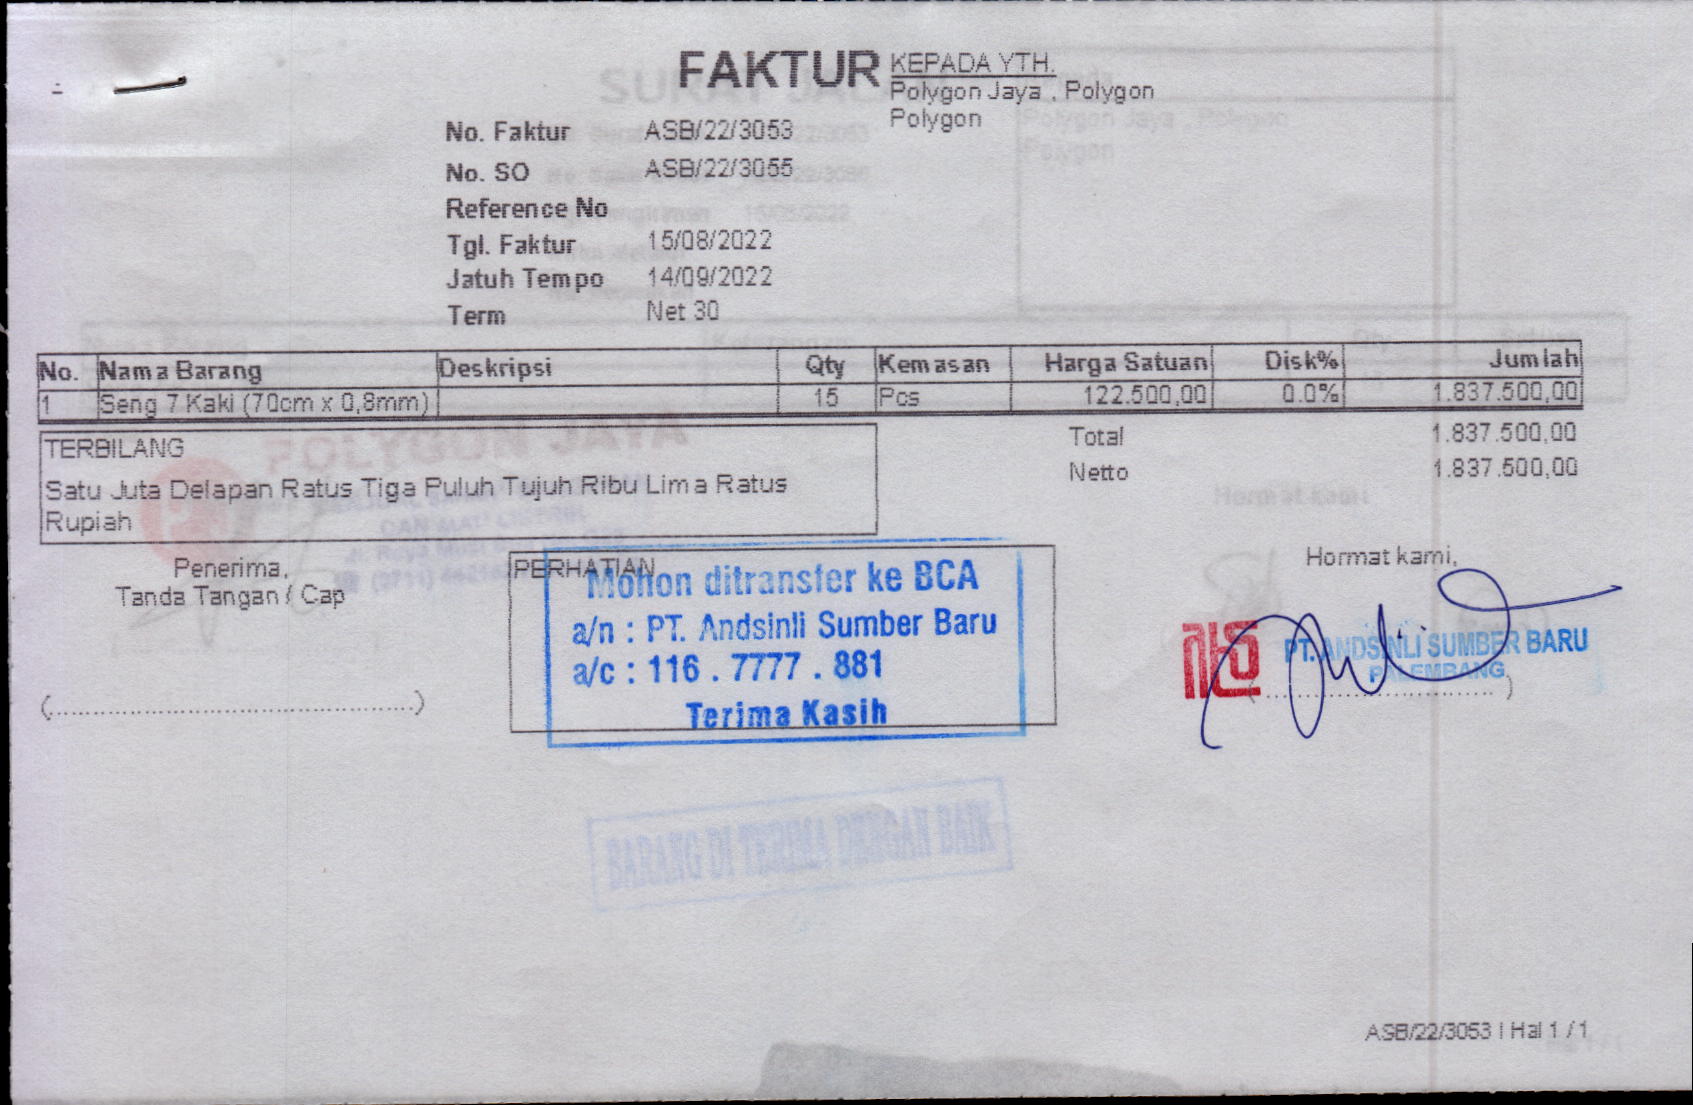 FAKTUR
KEPADA YTH.
Polygon Jaya , Polygon
Polygon
No. Faktur ASB/22/3053
No. SO ASB/22/3055
Reference No
Tgl. Faktur 15/08/2022
Jatuh Tempo 14/09/2022
Term Net 30
No. Nama Barang Deskripsi Qty Kemasan Harga Satuan Disk% Jumlah
1 Seng 7 Kaki (70cm x 0,8mm) 15 Pcs 122.500,00 0.0% 1.837.500,00
TERBILANG
Satu Juta Delapan Ratus Tiga Puluh Tujuh Ribu Lima Ratus
Rupiah
Total 1.837.500,00
Netto 1.837.500,00
Penerima,
Tanda Tangan / Cap
(....................................................)
PERHATIAN
Mohon ditransfer ke BCA
a/n : PT. Andsinli Sumber Baru
a/c : 116 . 7777 . 881
Terima Kasih
Hormat kami,
PT. ANDSINLI SUMBER BARU
PALEMBANG
(....................................)
BARANG DI TERIMA DENGAN BAIK
POLYGON JAYA
SURAT JALAN
ASB/22/3053 | Hal 1 / 1